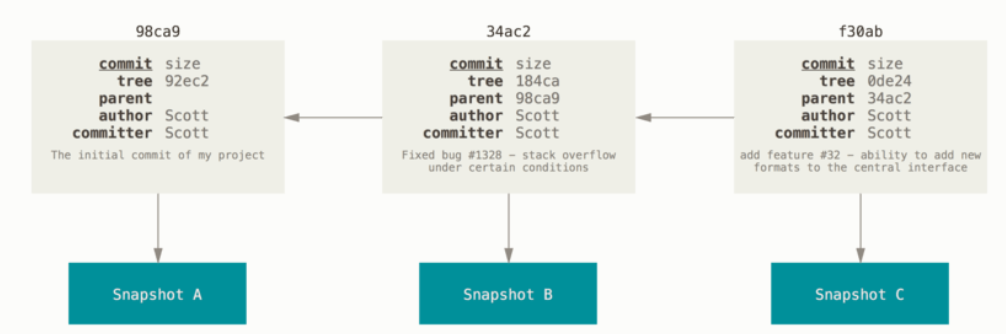 98ca9
commit size
tree 92ec2
parent
author Scott
committer Scott
The initial commit of my project
Snapshot A
34ac2
commit size
tree 184ca
parent 98ca9
author Scott
committer Scott
Fixed bug #1328 – stack overflow
under certain conditions
Snapshot B
f30ab
commit size
tree 0de24
parent 34ac2
author Scott
committer Scott
add feature #32 – ability to add new
formats to the central interface
Snapshot C